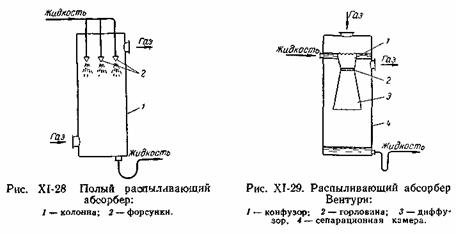 Жидкость
Газ
2
1
Газ
Жидкость
Рис. XI-28 Полый распыливающий
абсорбер:
1 — колонна; 2 — форсунки.
Газ
Жидкость
1
Газ
2
3
4
Жидкость
Рис. XI-29. Распыливающий абсорбер
Вентури:
1 — конфузор; 2 — горловина; 3 — диффу-
зор, 4 — сепарационная камера.